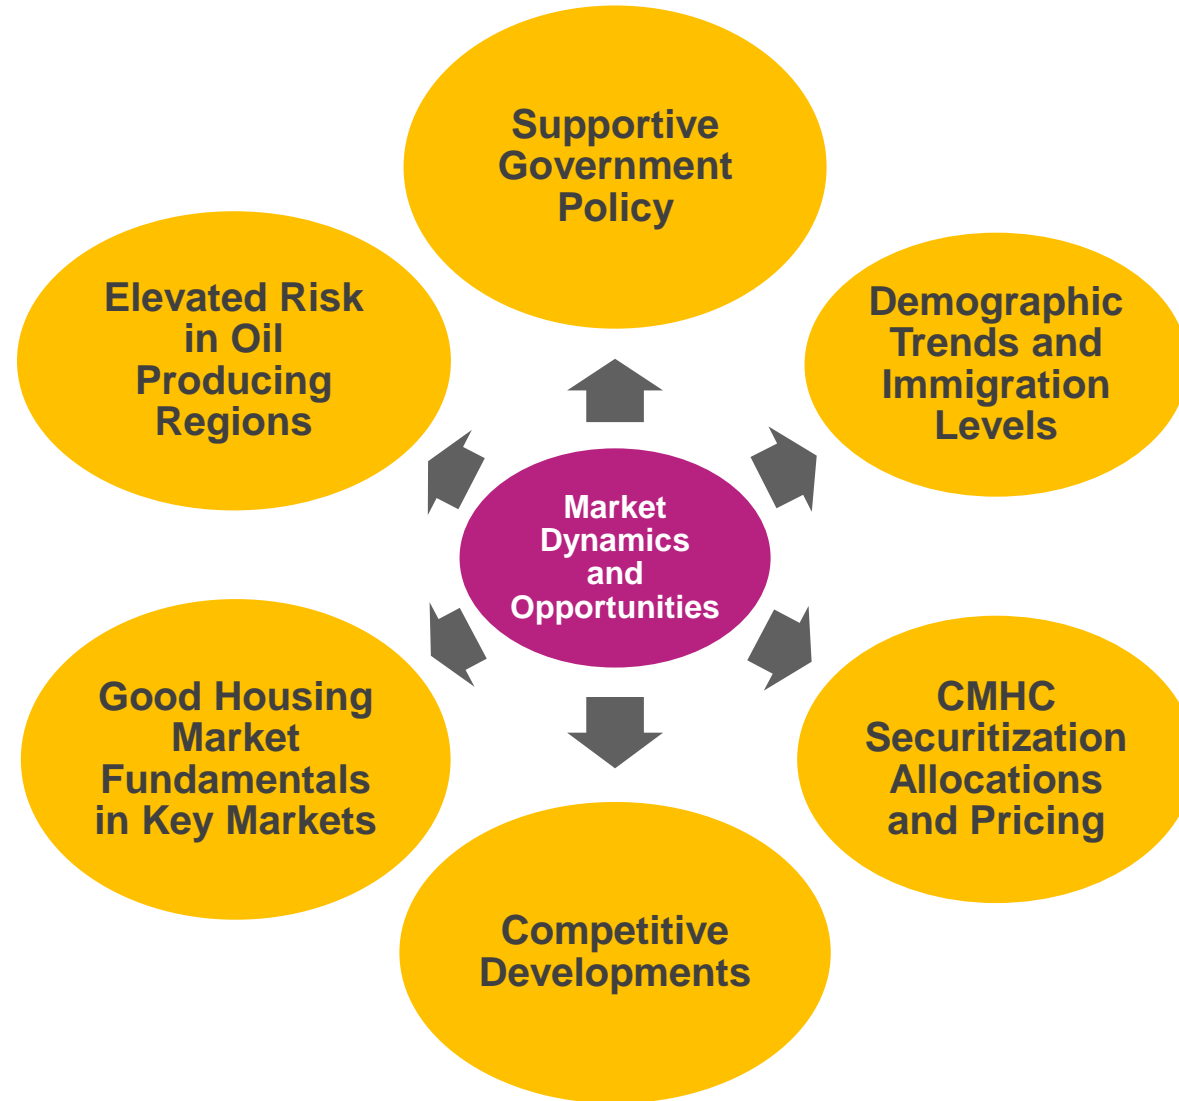 Supportive
Government
Policy
Elevated Risk
in Oil
Producing
Regions
Demographic
Trends and
Immigration
Levels
Market
Dynamics
and
Opportunities
Good Housing
Market
Fundamentals
in Key Markets
CMHC
Securitization
Allocations
and Pricing
Competitive
Developments